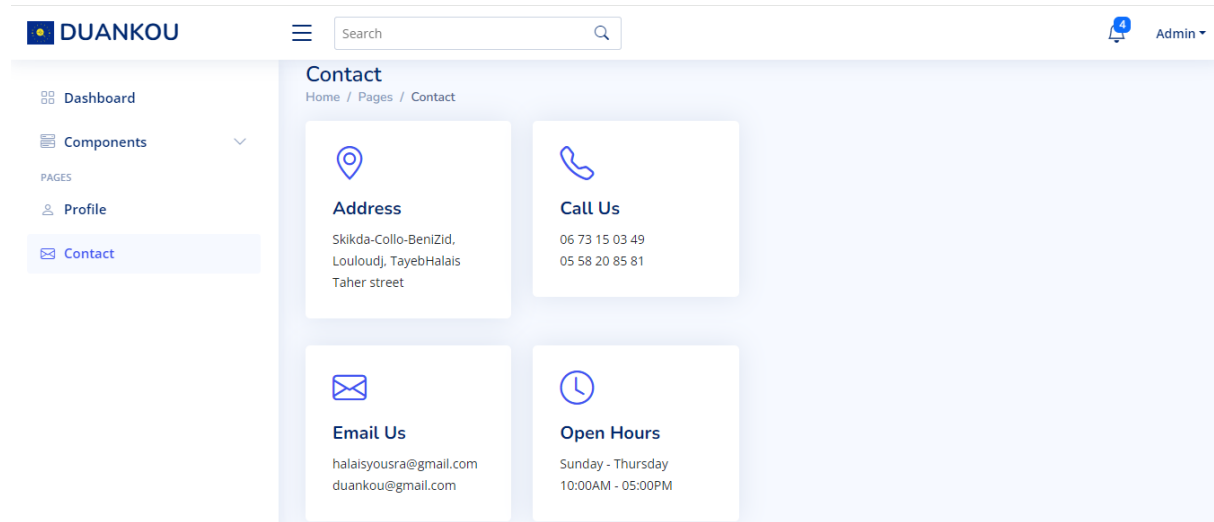 DUANKOU
Search
4
Admin
Dashboard
Components
PAGES
Profile
Contact
Contact
Home / Pages / Contact
Address
Skikda-Collo-BeniZid,
Louloudj, TayebHalais
Taher street
Call Us
06 73 15 03 49
05 58 20 85 81
Email Us
halaisyousra@gmail.com
duankou@gmail.com
Open Hours
Sunday - Thursday
10:00AM - 05:00PM